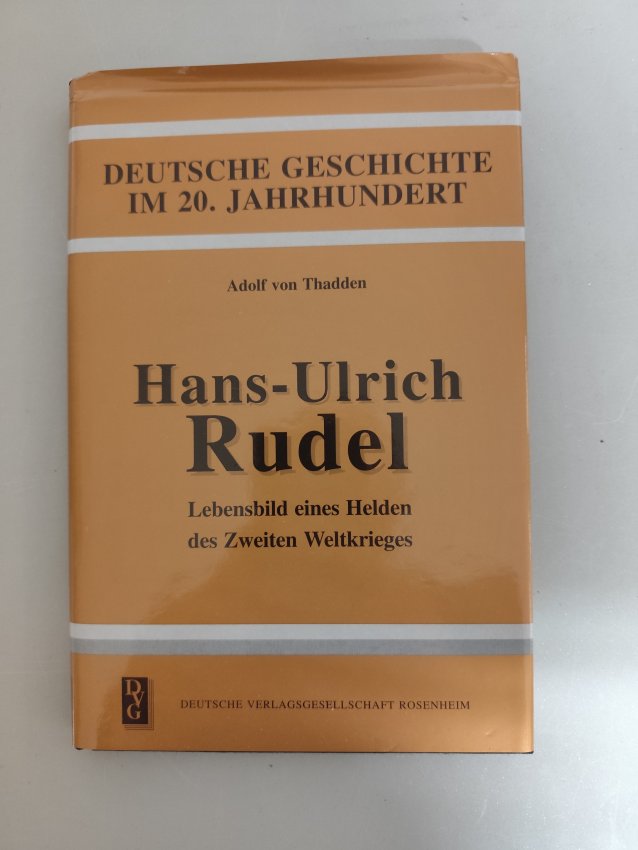 DEUTSCHE GESCHICHTE
IM 20. JAHRHUNDERT
Adolf von Thadden
Hans-Ulrich
Rudel
Lebensbild eines Helden
des Zweiten Weltkrieges
DVG
DEUTSCHE VERLAGSGESELLSCHAFT ROSENHEIM